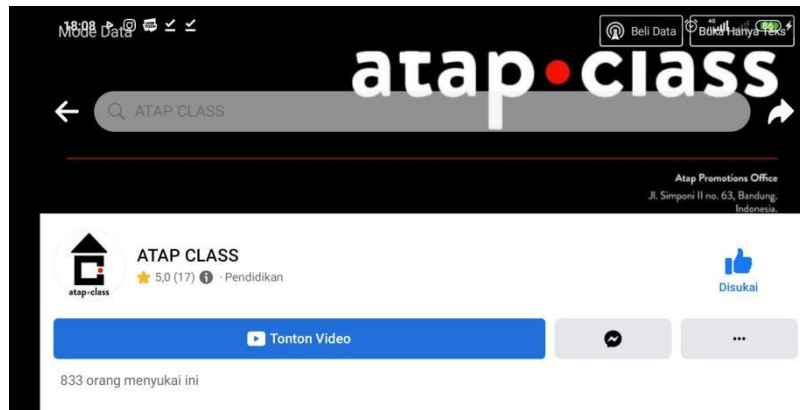 18:08
Mode Data
Beli Data
Buka Hanya Teks
4G
86
atap•class
ATAP CLASS
Atap Promotions Office
Jl. Simponi II no. 63, Bandung.
Indonesia.
atap-class
ATAP CLASS
5,0 (17) · Pendidikan
Disukai
Tonton Video
833 orang menyukai ini